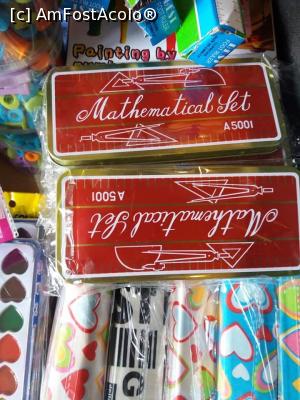 [c] AmFostAcolo®
Painting by
Mathematical Set
A5001
A5001
Mathematical Set
G